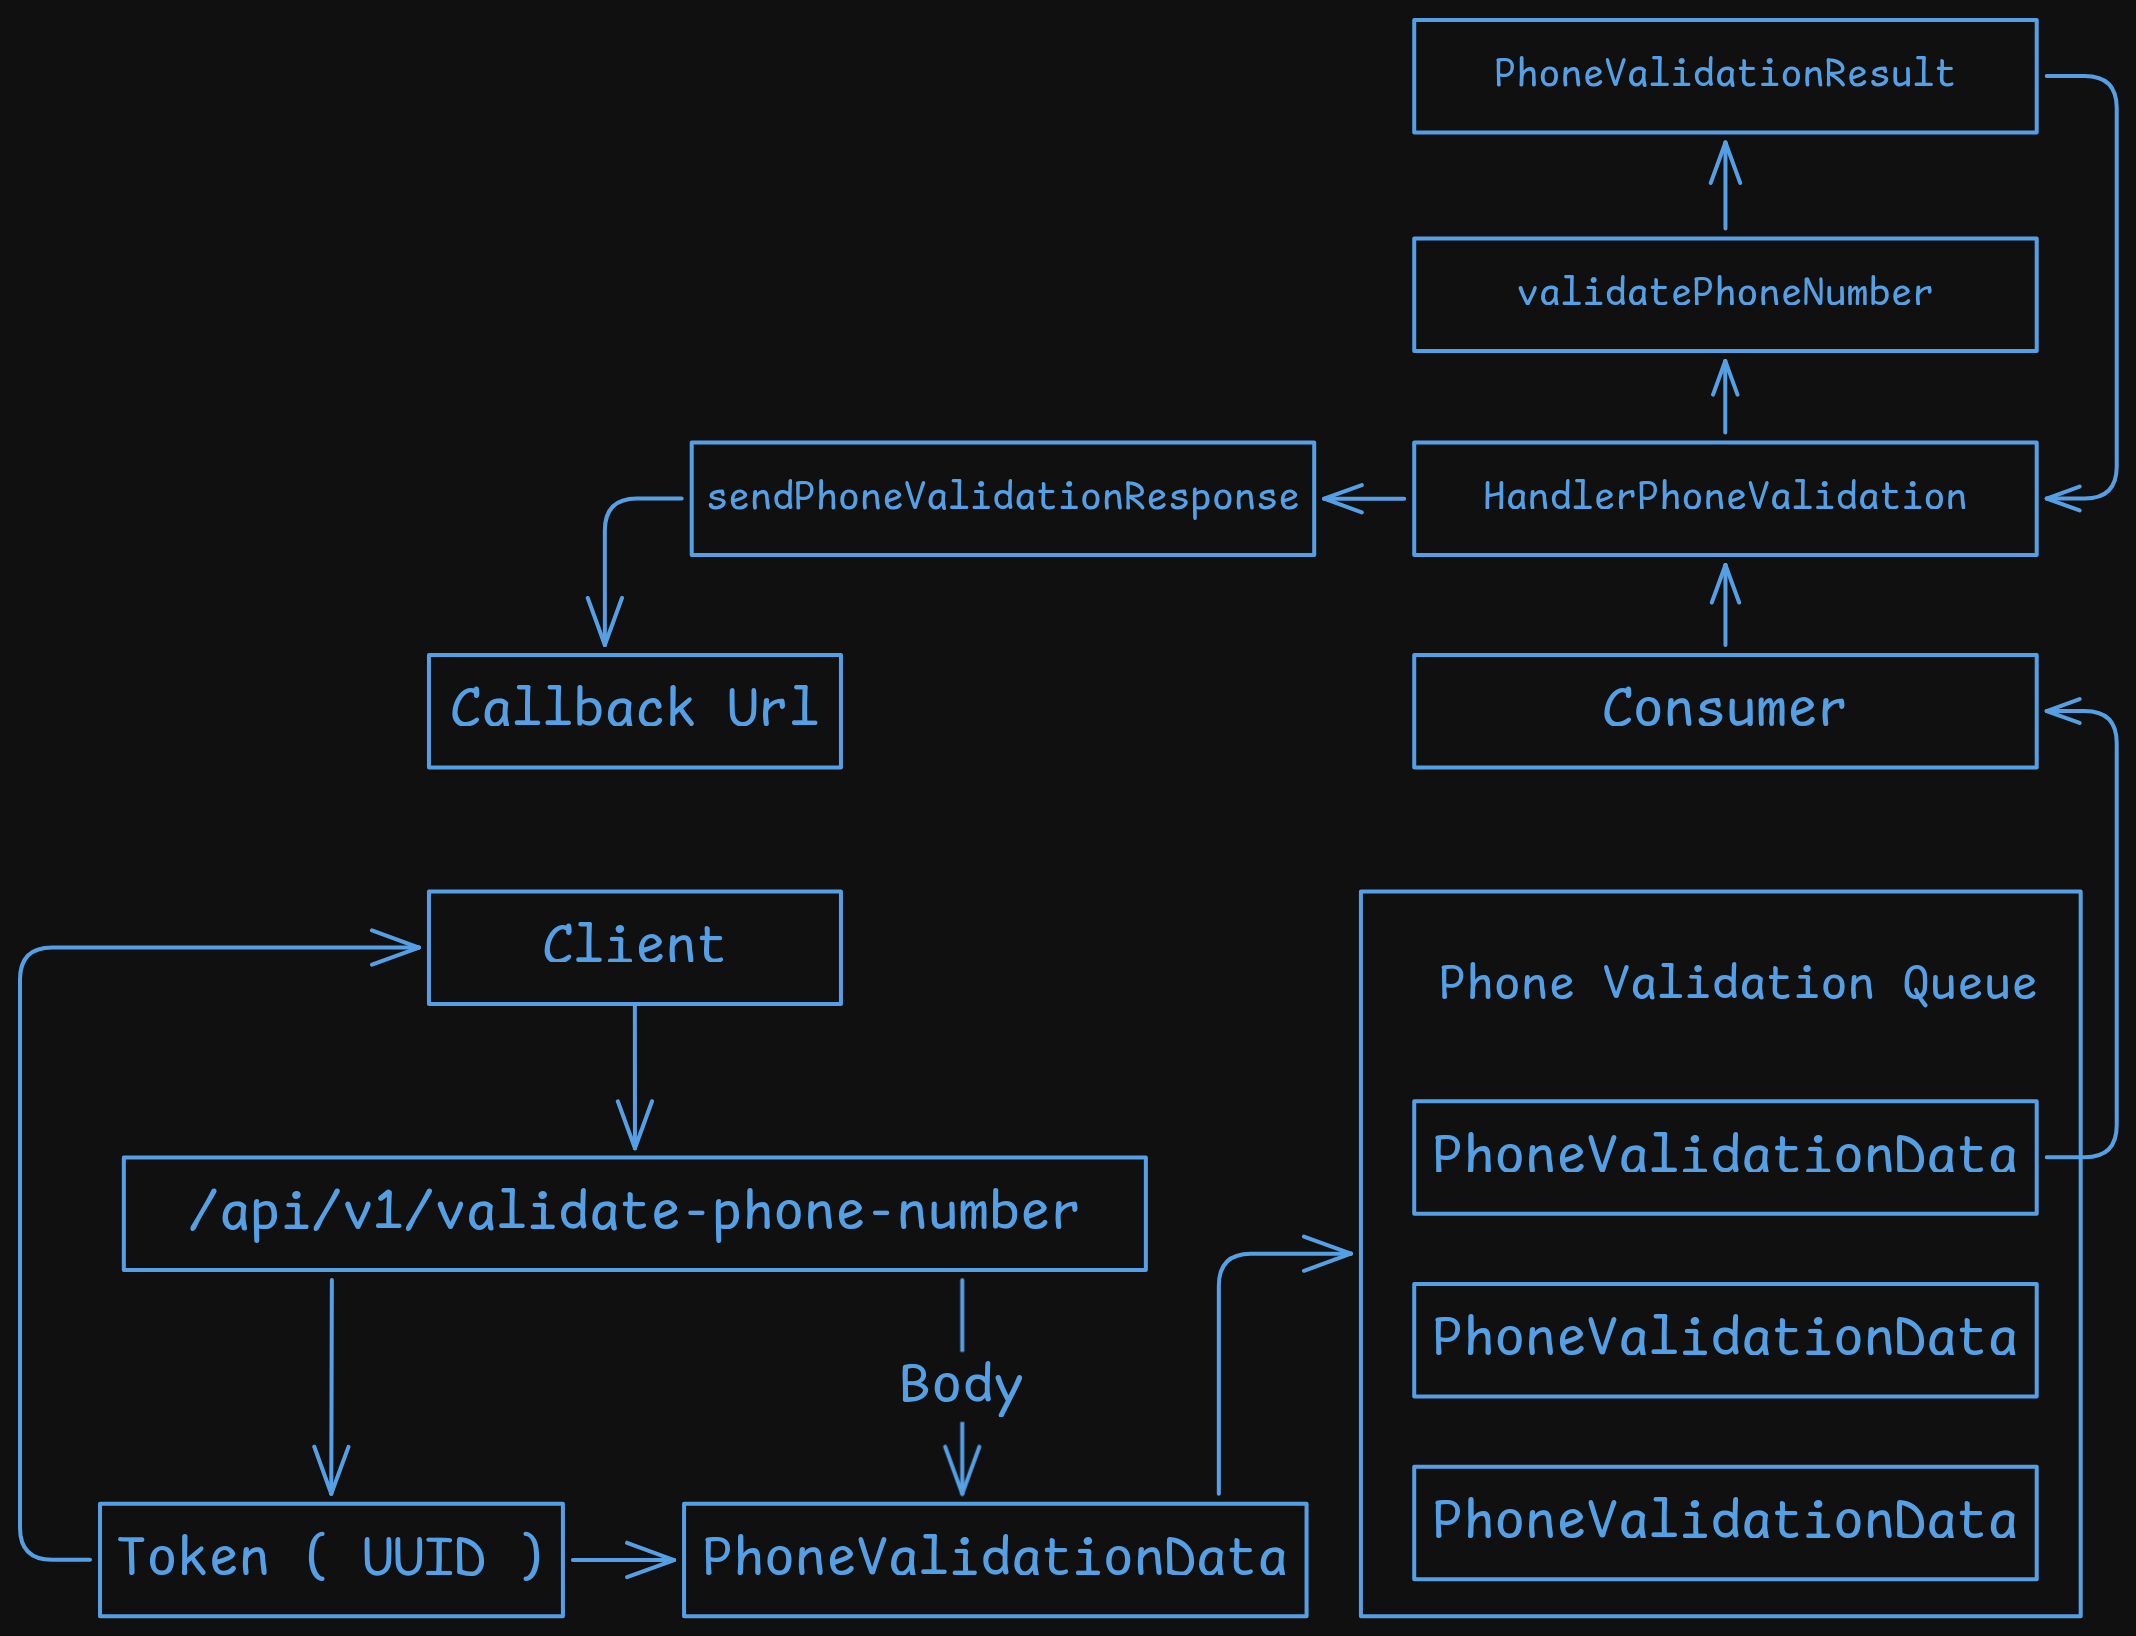 PhoneValidationResult
validatePhoneNumber
sendPhoneValidationResponse
HandlerPhoneValidation
Callback Url
Consumer
Client
Phone Validation Queue
PhoneValidationData
/api/v1/validate-phone-number
PhoneValidationData
Body
PhoneValidationData
Token ( UUID )
PhoneValidationData